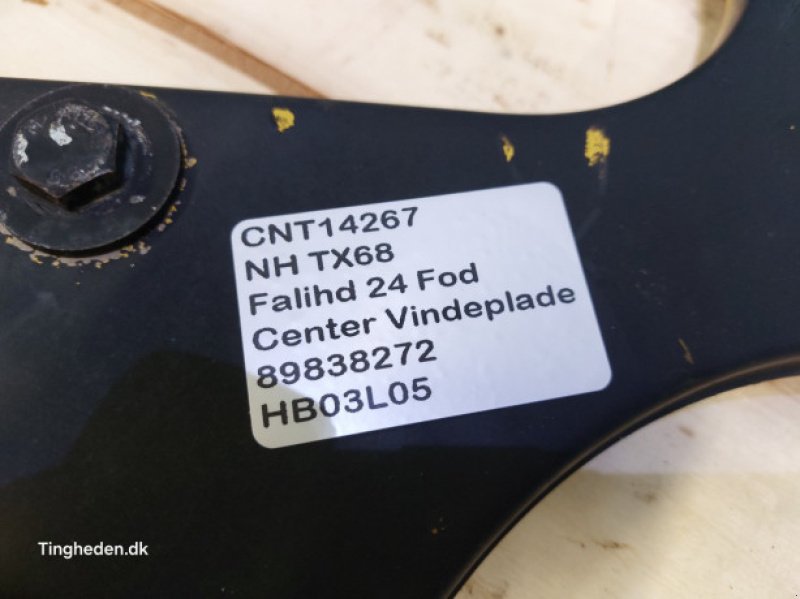 CNT14267
NH TX68
Falihd 24 Fod
Center Vindeplade
89838272
HB03L05
Tingheden.dk